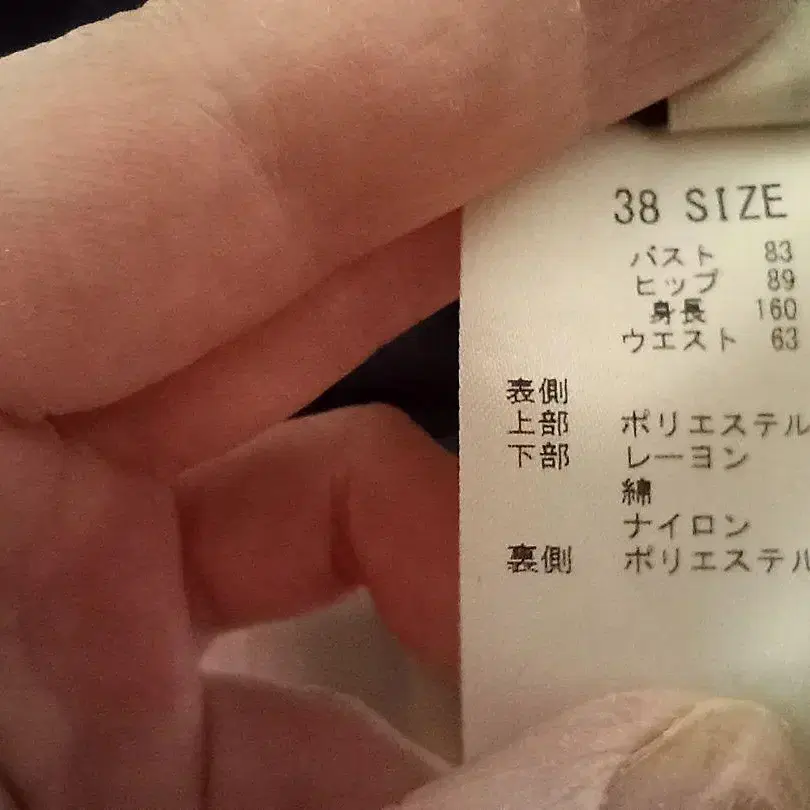 38 SIZE
バスト 83
ヒップ 89
身長 160
ウエスト 63
表側
上部 ポリエステル
下部 レーヨン
綿
ナイロン
裏側 ポリエステル